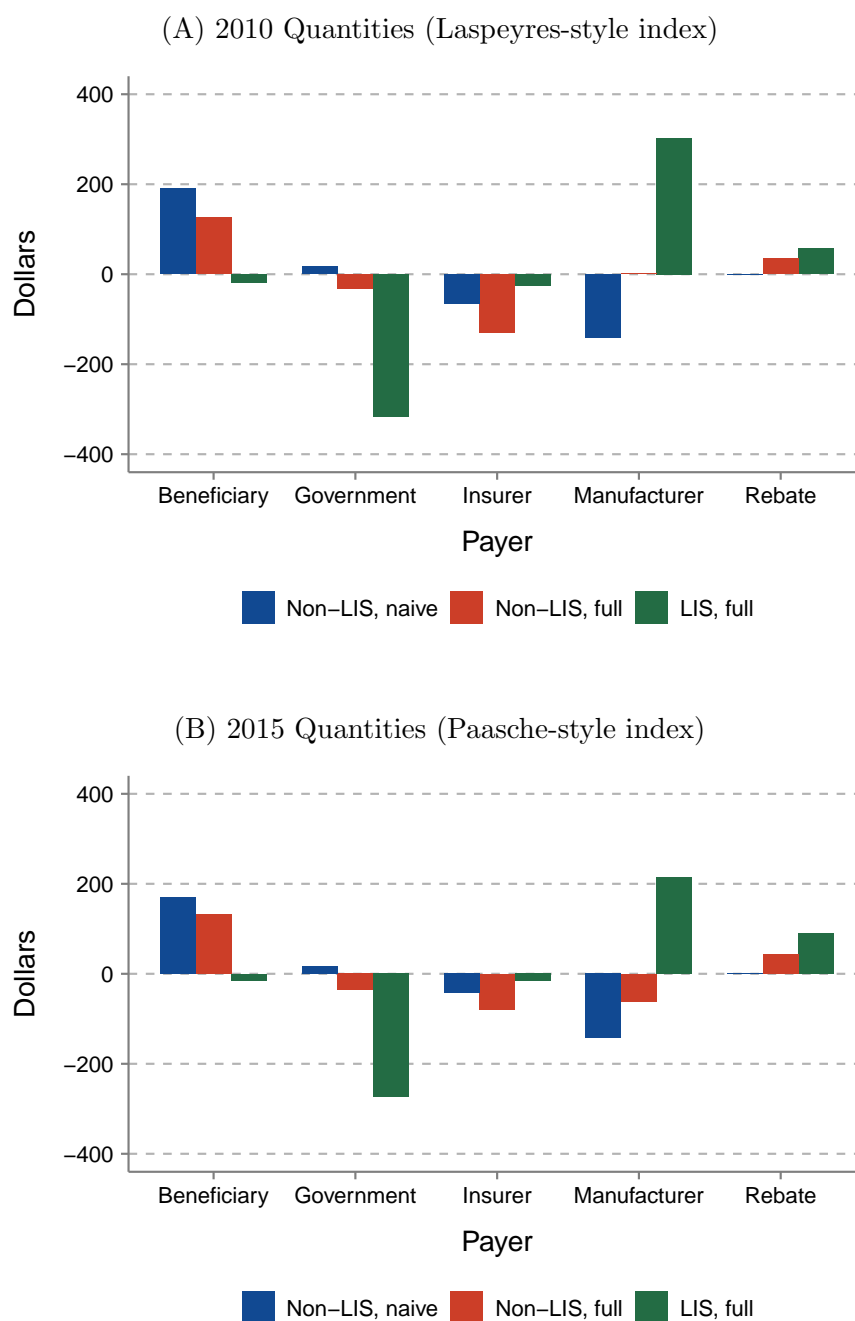 (A) 2010 Quantities (Laspeyres-style index)
400
200
0
−200
−400
Dollars
Beneficiary Government Insurer Manufacturer Rebate
Payer
Non−LIS, naive Non−LIS, full LIS, full
(B) 2015 Quantities (Paasche-style index)
400
200
0
−200
−400
Dollars
Beneficiary Government Insurer Manufacturer Rebate
Payer
Non−LIS, naive Non−LIS, full LIS, full